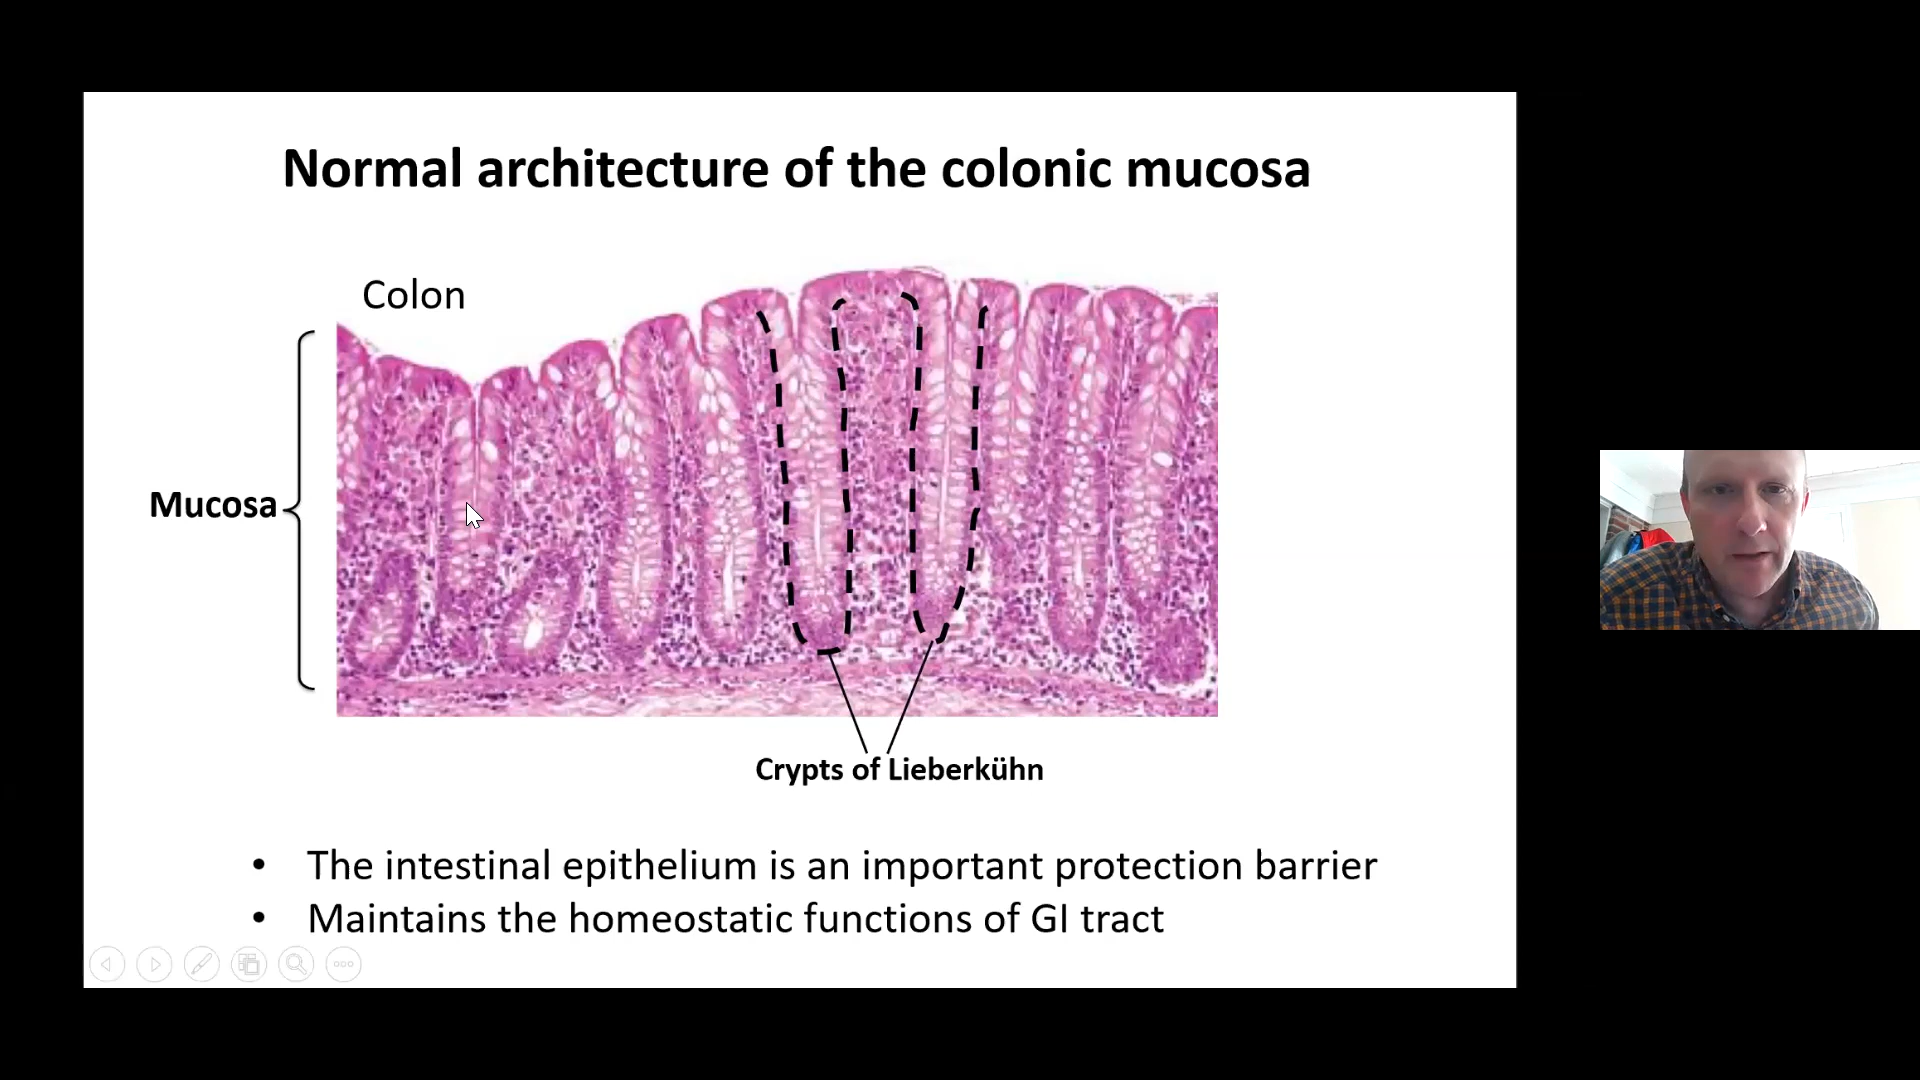 Normal architecture of the colonic mucosa
Colon
Mucosa
Crypts of Lieberkühn
• The intestinal epithelium is an important protection barrier
• Maintains the homeostatic functions of GI tract